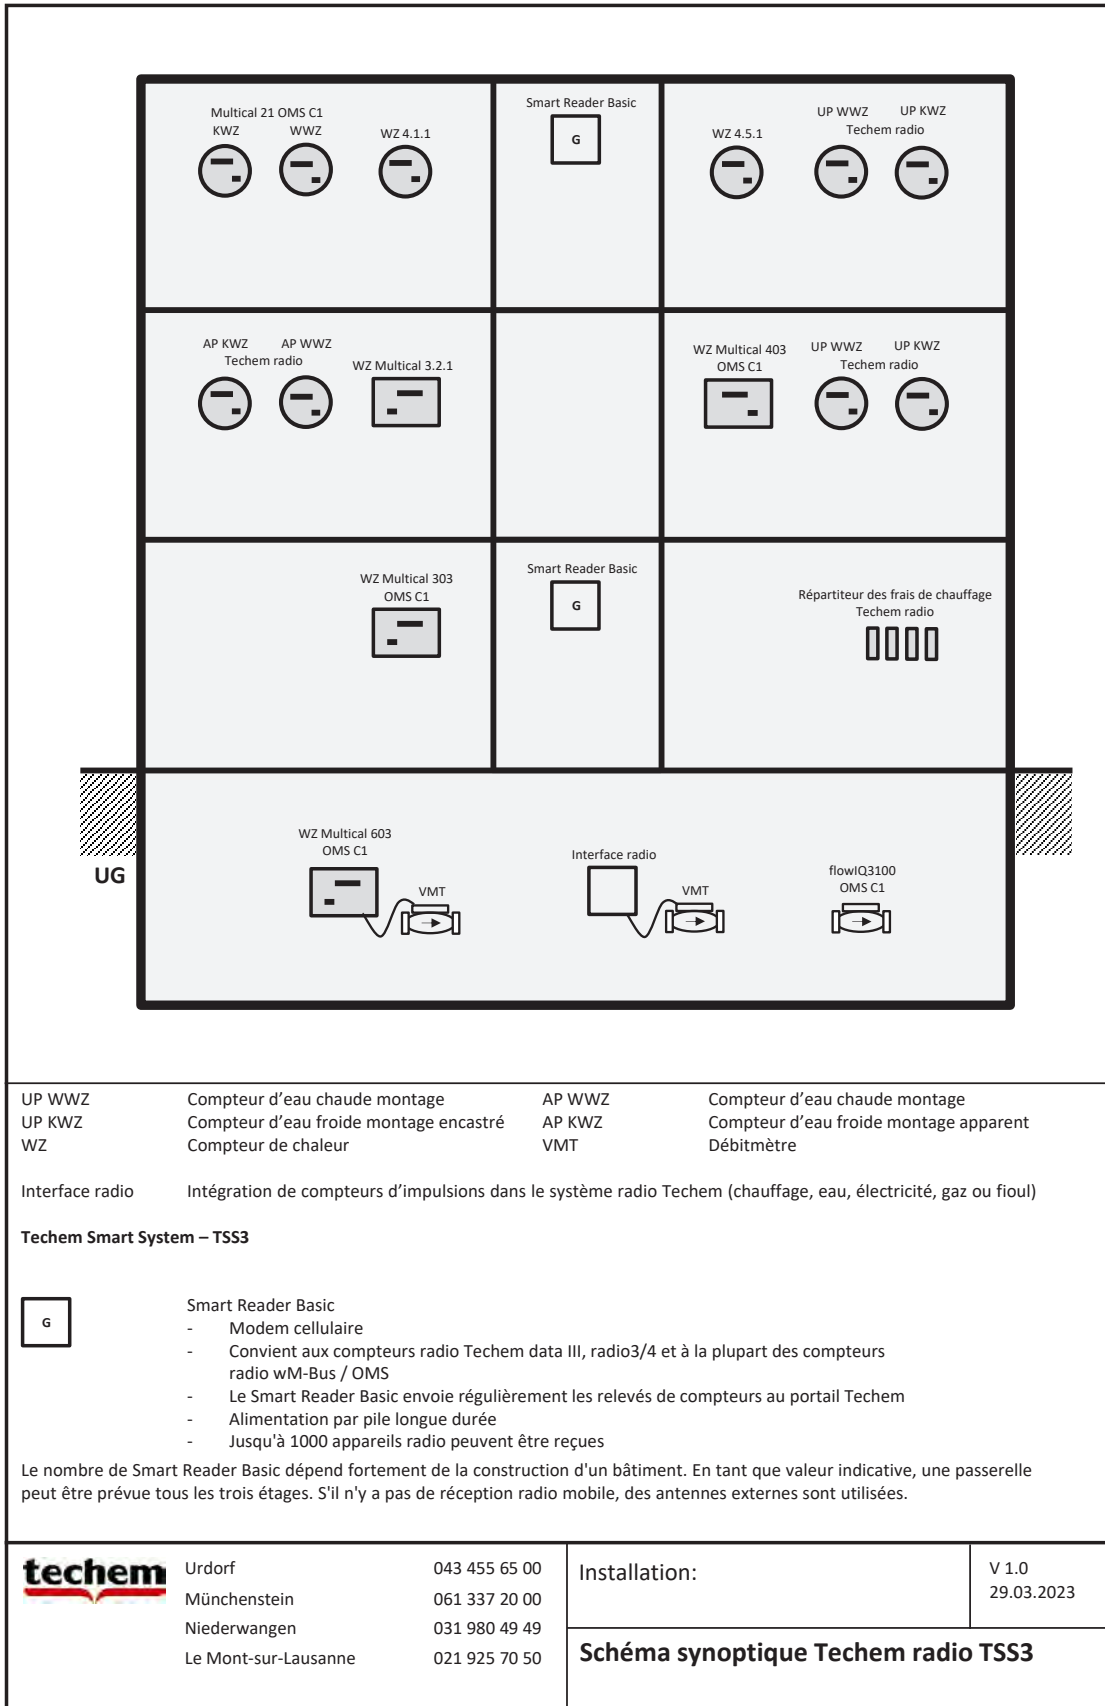 Multical 21 OMS C1
KWZ WWZ WZ 4.1.1
Smart Reader Basic
G
WZ 4.5.1
UP WWZ UP KWZ
Techem radio
AP KWZ AP WWZ
Techem radio
WZ Multical 3.2.1
WZ Multical 403
OMS C1
UP WWZ UP KWZ
Techem radio
WZ Multical 303
OMS C1
Smart Reader Basic
G
Répartiteur des frais de chauffage
Techem radio
UG
WZ Multical 603
OMS C1
VMT
Interface radio
VMT
flowIQ3100
OMS C1
UP WWZ Compteur d’eau chaude montage AP WWZ Compteur d’eau chaude montage
UP KWZ Compteur d’eau froide montage encastré AP KWZ Compteur d’eau froide montage apparent
WZ Compteur de chaleur VMT Débitmètre
Interface radio Intégration de compteurs d’impulsions dans le système radio Techem (chauffage, eau, électricité, gaz ou fioul)
Techem Smart System – TSS3
G
Smart Reader Basic
- Modem cellulaire
- Convient aux compteurs radio Techem data III, radio3/4 et à la plupart des compteurs
radio wM-Bus / OMS
- Le Smart Reader Basic envoie régulièrement les relevés de compteurs au portail Techem
- Alimentation par pile longue durée
- Jusqu'à 1000 appareils radio peuvent être reçues
Le nombre de Smart Reader Basic dépend fortement de la construction d'un bâtiment. En tant que valeur indicative, une passerelle
peut être prévue tous les trois étages. S'il n'y a pas de réception radio mobile, des antennes externes sont utilisées.
techem
Urdorf 043 455 65 00
Münchenstein 061 337 20 00
Niederwangen 031 980 49 49
Le Mont-sur-Lausanne 021 925 70 50
Installation:
V 1.0
29.03.2023
Schéma synoptique Techem radio TSS3